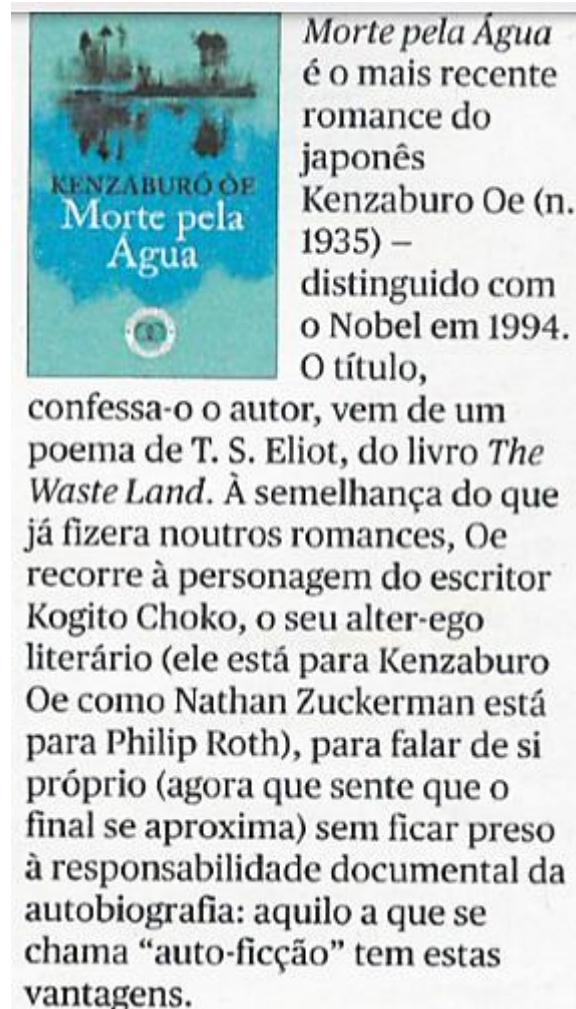 KENZABURŌ ŌE
Morte pela
Água
Morte pela Água
é o mais recente
romance do
japonês
Kenzaburo Oe (n.
1935) –
distinguido com
o Nobel em 1994.
O título,
confessa-o o autor, vem de um
poema de T. S. Eliot, do livro The
Waste Land. À semelhança do que
já fizera noutros romances, Oe
recorre à personagem do escritor
Kogito Choko, o seu alter-ego
literário (ele está para Kenzaburo
Oe como Nathan Zuckerman está
para Philip Roth), para falar de si
próprio (agora que sente que o
final se aproxima) sem ficar preso
à responsabilidade documental da
autobiografia: aquilo a que se
chama “auto-ficção” tem estas
vantagens.